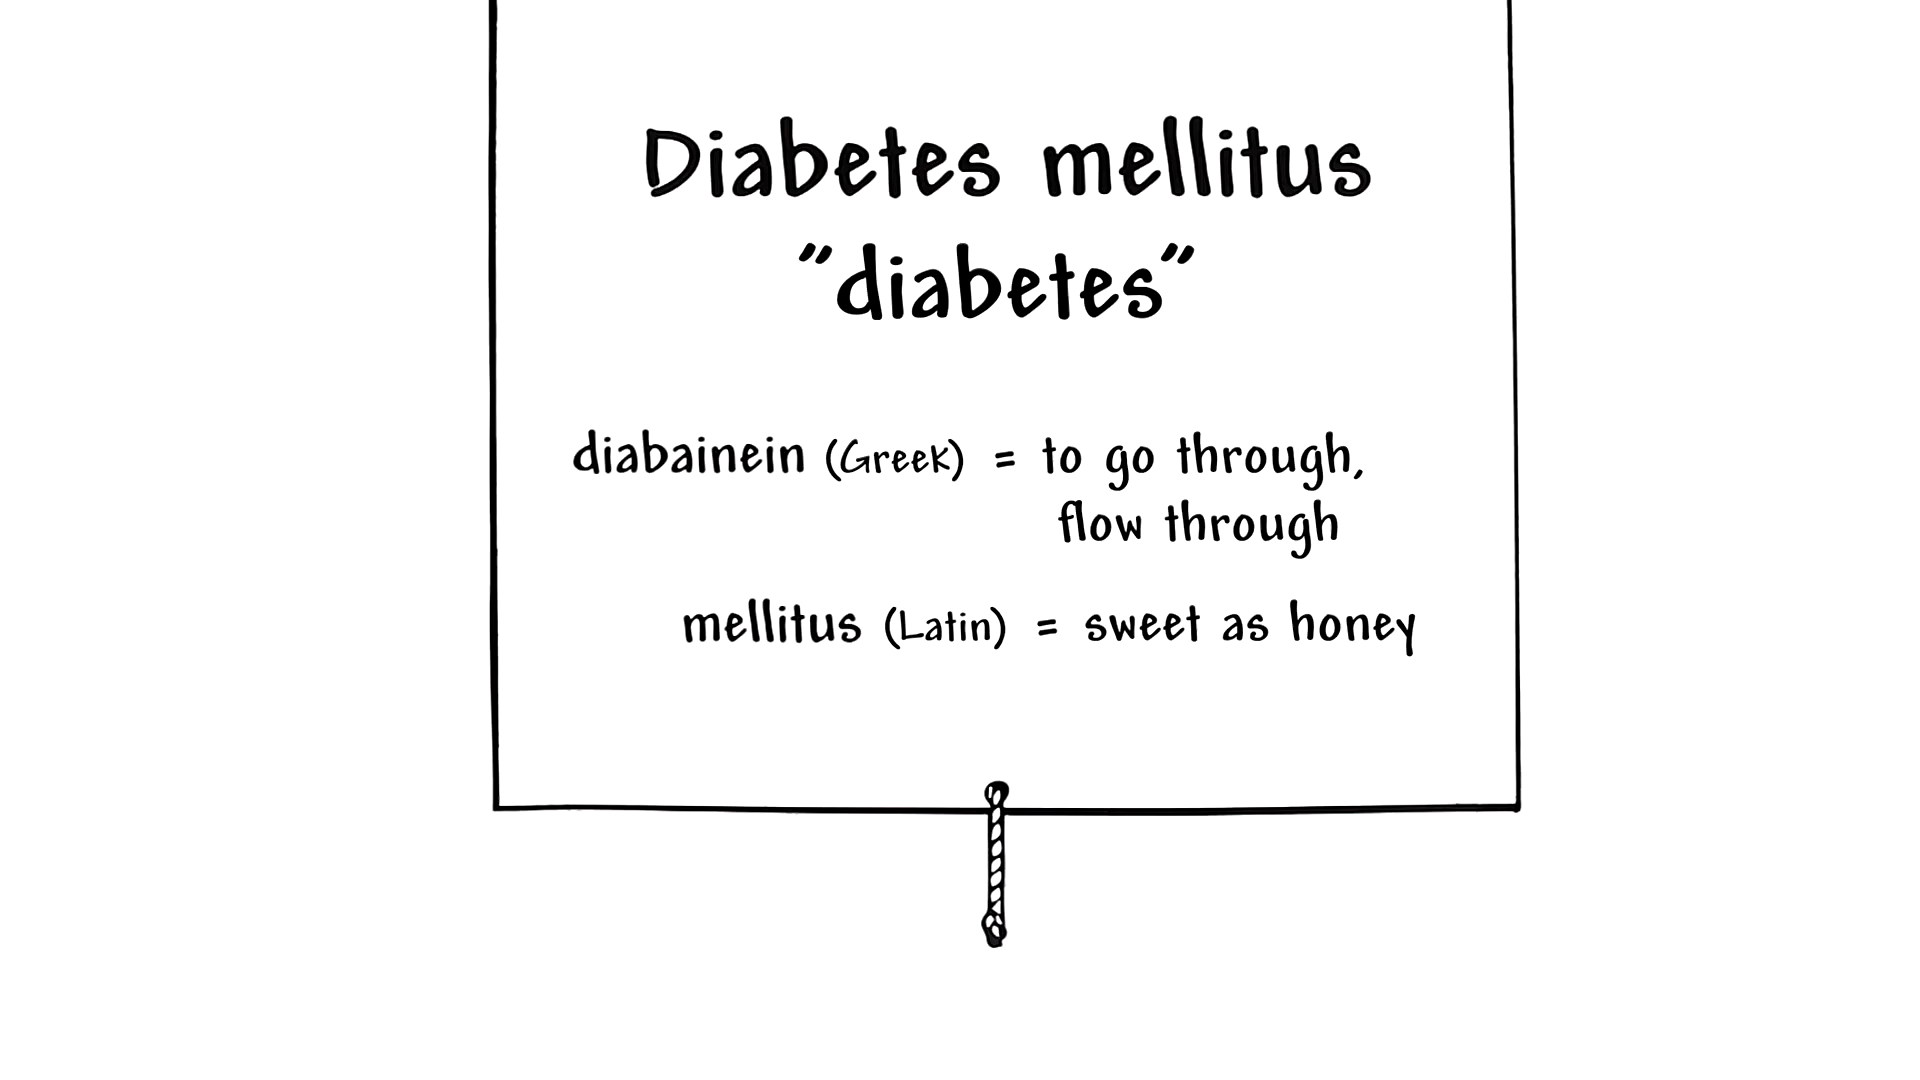 Diabetes mellitus
"diabetes"
diabainein (Greek) = to go through,
flow through
mellitus (Latin) = sweet as honey